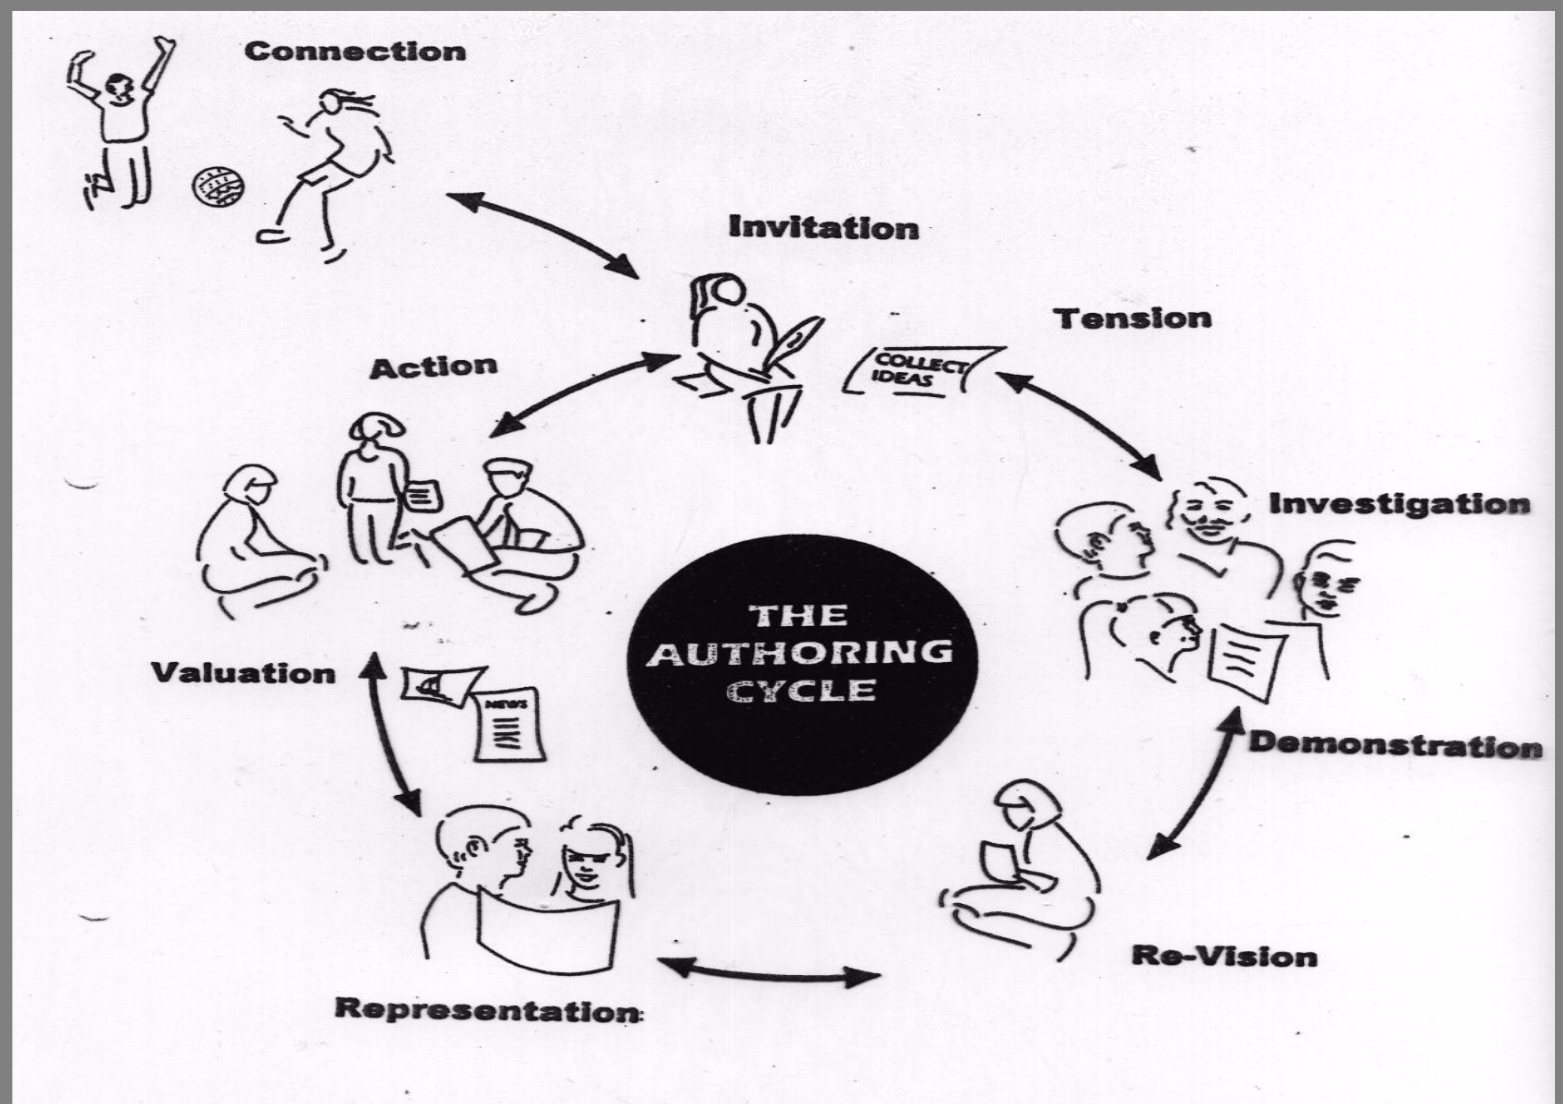 Connection
Invitation
Tension
COLLECT
IDEAS
Action
Investigation
THE
AUTHORING
CYCLE
Valuation
NEWS
Demonstration
Re-Vision
Representation